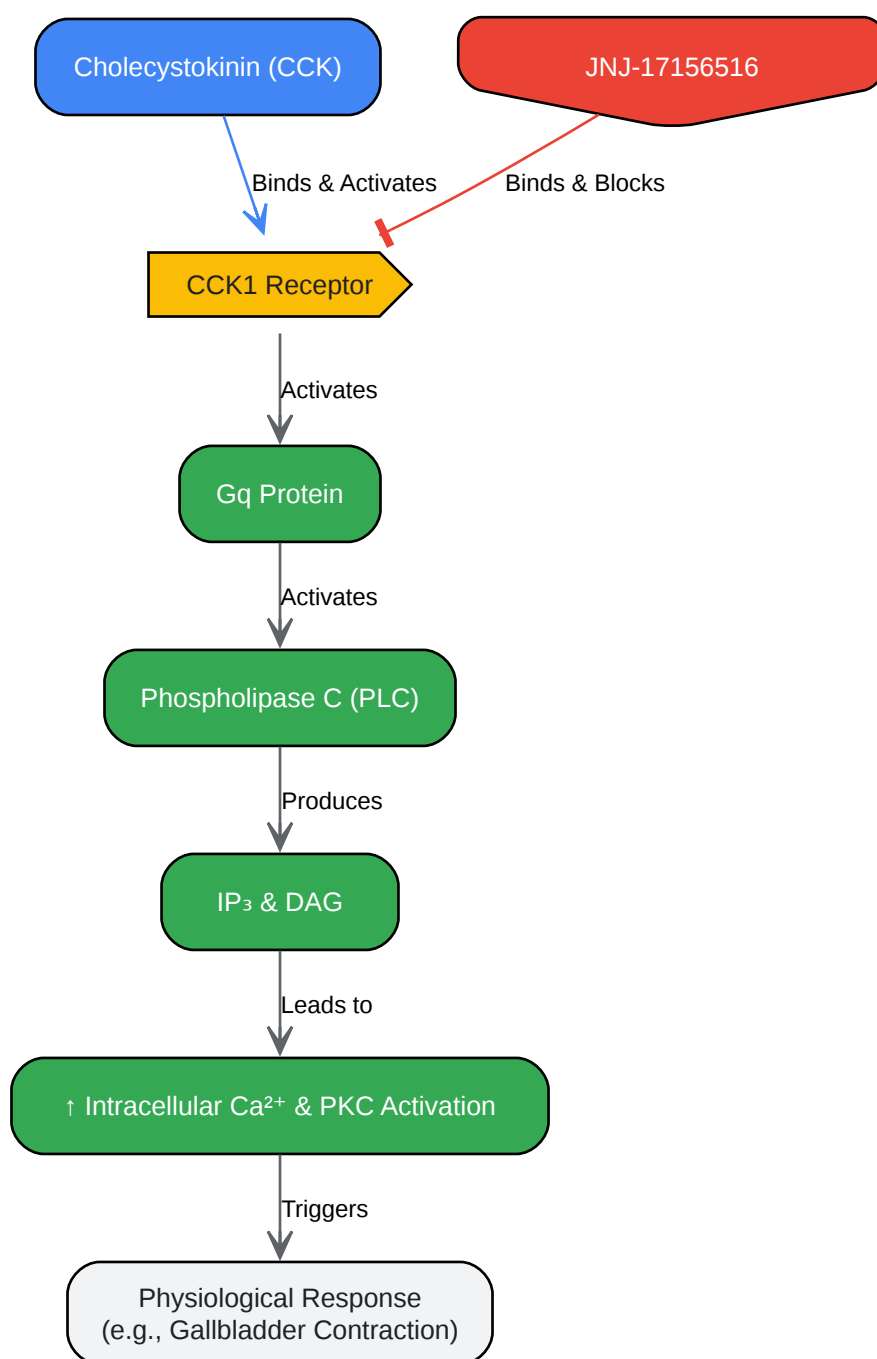 Cholecystokinin (CCK)
JNJ-17156516
Binds & Activates
Binds & Blocks
CCK1 Receptor
Activates
Gq Protein
Activates
Phospholipase C (PLC)
Produces
IP₃ & DAG
Leads to
↑ Intracellular Ca²⁺ & PKC Activation
Triggers
Physiological Response
(e.g., Gallbladder Contraction)